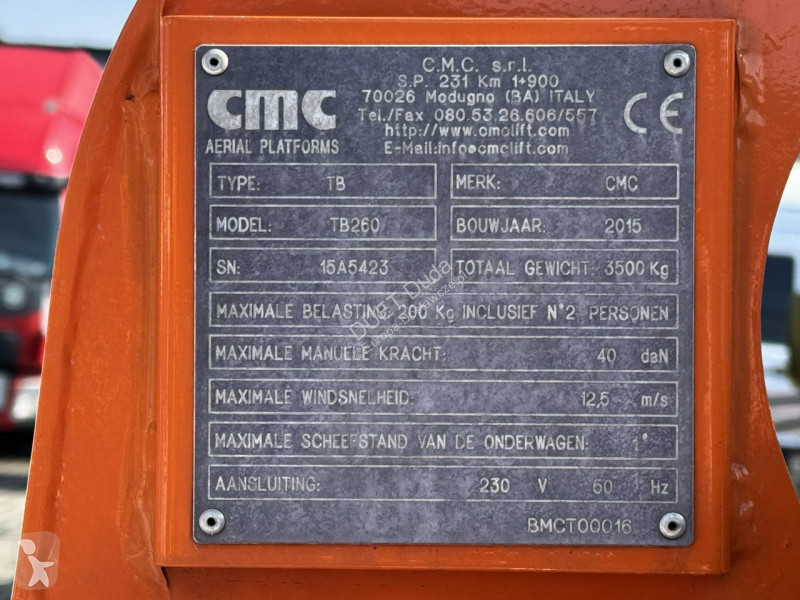 C.M.C. s.r.l.
S.P. 231 Km 1+900
70026 Modugno (BA) ITALY
Tel./Fax 080.53.26.606/557
http://www.cmclift.com
E-Mail:info@cmclift.com
CMC
AERIAL PLATFORMS
CE
TYPE: TB
MERK: CMC
MODEL: TB260
BOUWJAAR: 2015
SN: 15A5423
TOTAAL GEWICHT: 3500 Kg
MAXIMALE BELASTING: 200 Kg INCLUSIEF N°2 PERSONEN
MAXIMALE MANUELE KRACHT: 40 daN
MAXIMALE WINDSNELHEID: 12,5 m/s
MAXIMALE SCHEEFSTAND VAN DE ONDERWAGEN: 1°
AANSLUITING: 230 V 50 Hz
BMCT00016
DUET Duda